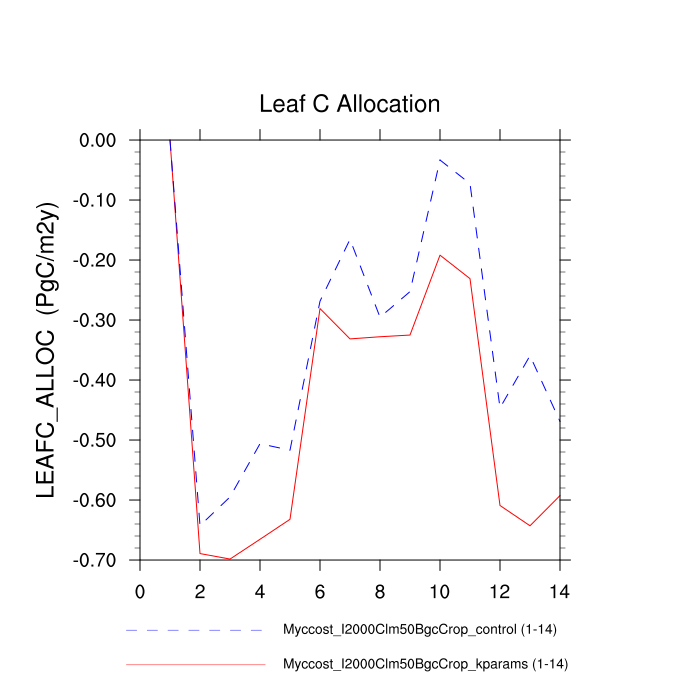 Leaf C Allocation
LEAFC_ALLOC (PgC/m2y)
0.00
-0.10
-0.20
-0.30
-0.40
-0.50
-0.60
-0.70
0 2 4 6 8 10 12 14
Myccost_I2000Clm50BgcCrop_control (1-14)
Myccost_I2000Clm50BgcCrop_kparams (1-14)